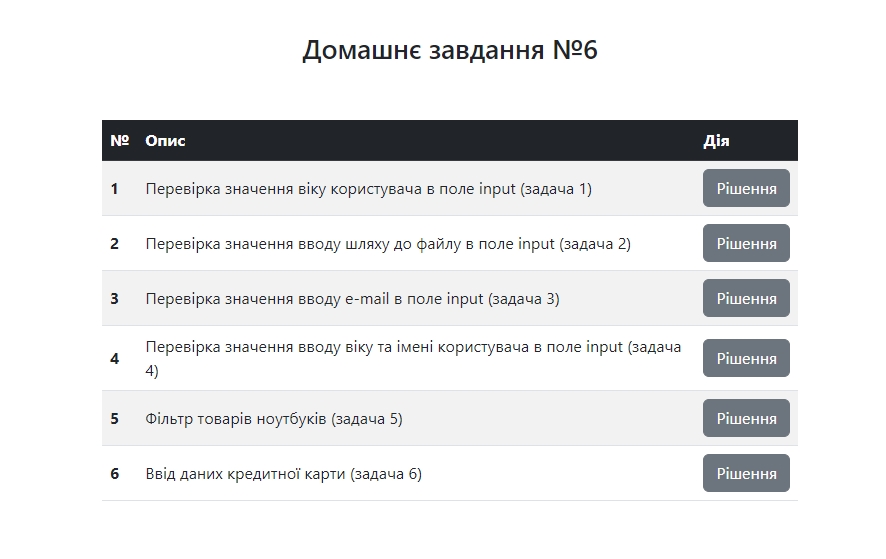 Домашнє завдання №6
№ Опис Дія
1 Перевірка значення віку користувача в поле input (задача 1) Рішення
2 Перевірка значення вводу шляху до файлу в поле input (задача 2) Рішення
3 Перевірка значення вводу e-mail в поле input (задача 3) Рішення
4 Перевірка значення вводу віку та імені користувача в поле input (задача
4) Рішення
5 Фільтр товарів ноутбуків (задача 5) Рішення
6 Ввід даних кредитної карти (задача 6) Рішення